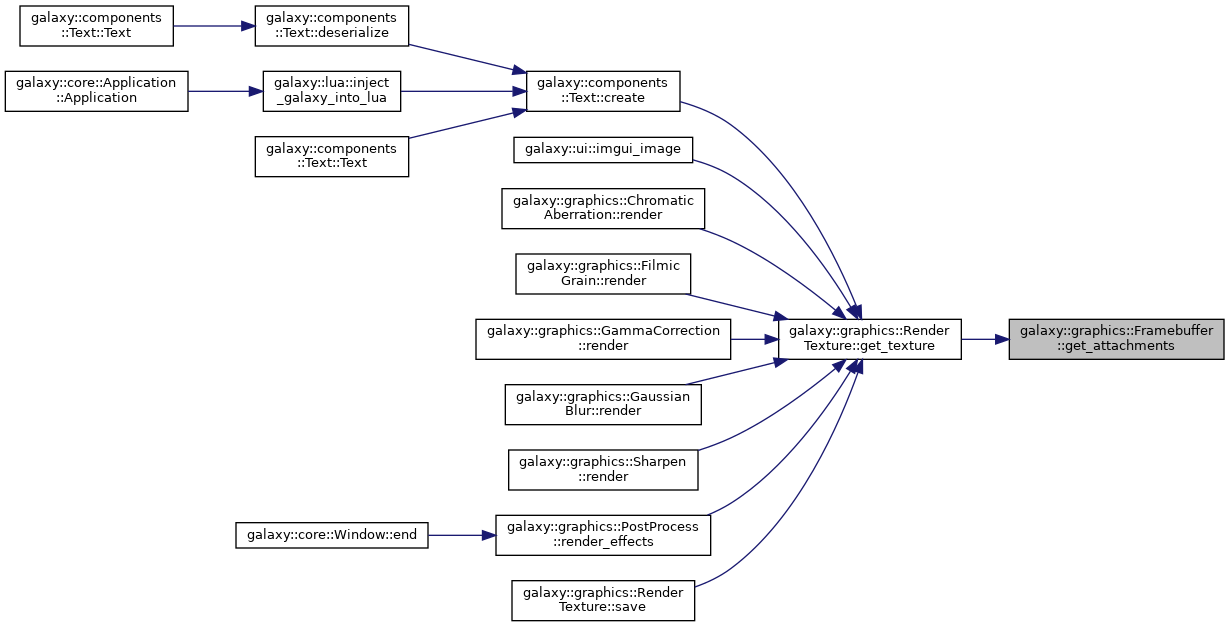 galaxy::components
::Text::Text
galaxy::components
::Text::deserialize
galaxy::core::Application
::Application
galaxy::lua::inject
_galaxy_into_lua
galaxy::components
::Text::create
galaxy::components
::Text::Text
galaxy::ui::imgui_image
galaxy::graphics::Chromatic
Aberration::render
galaxy::graphics::Filmic
Grain::render
galaxy::graphics::GammaCorrection
::render
galaxy::graphics::Render
Texture::get_texture
galaxy::graphics::Framebuffer
::get_attachments
galaxy::graphics::Gaussian
Blur::render
galaxy::graphics::Sharpen
::render
galaxy::core::Window::end
galaxy::graphics::PostProcess
::render_effects
galaxy::graphics::Render
Texture::save